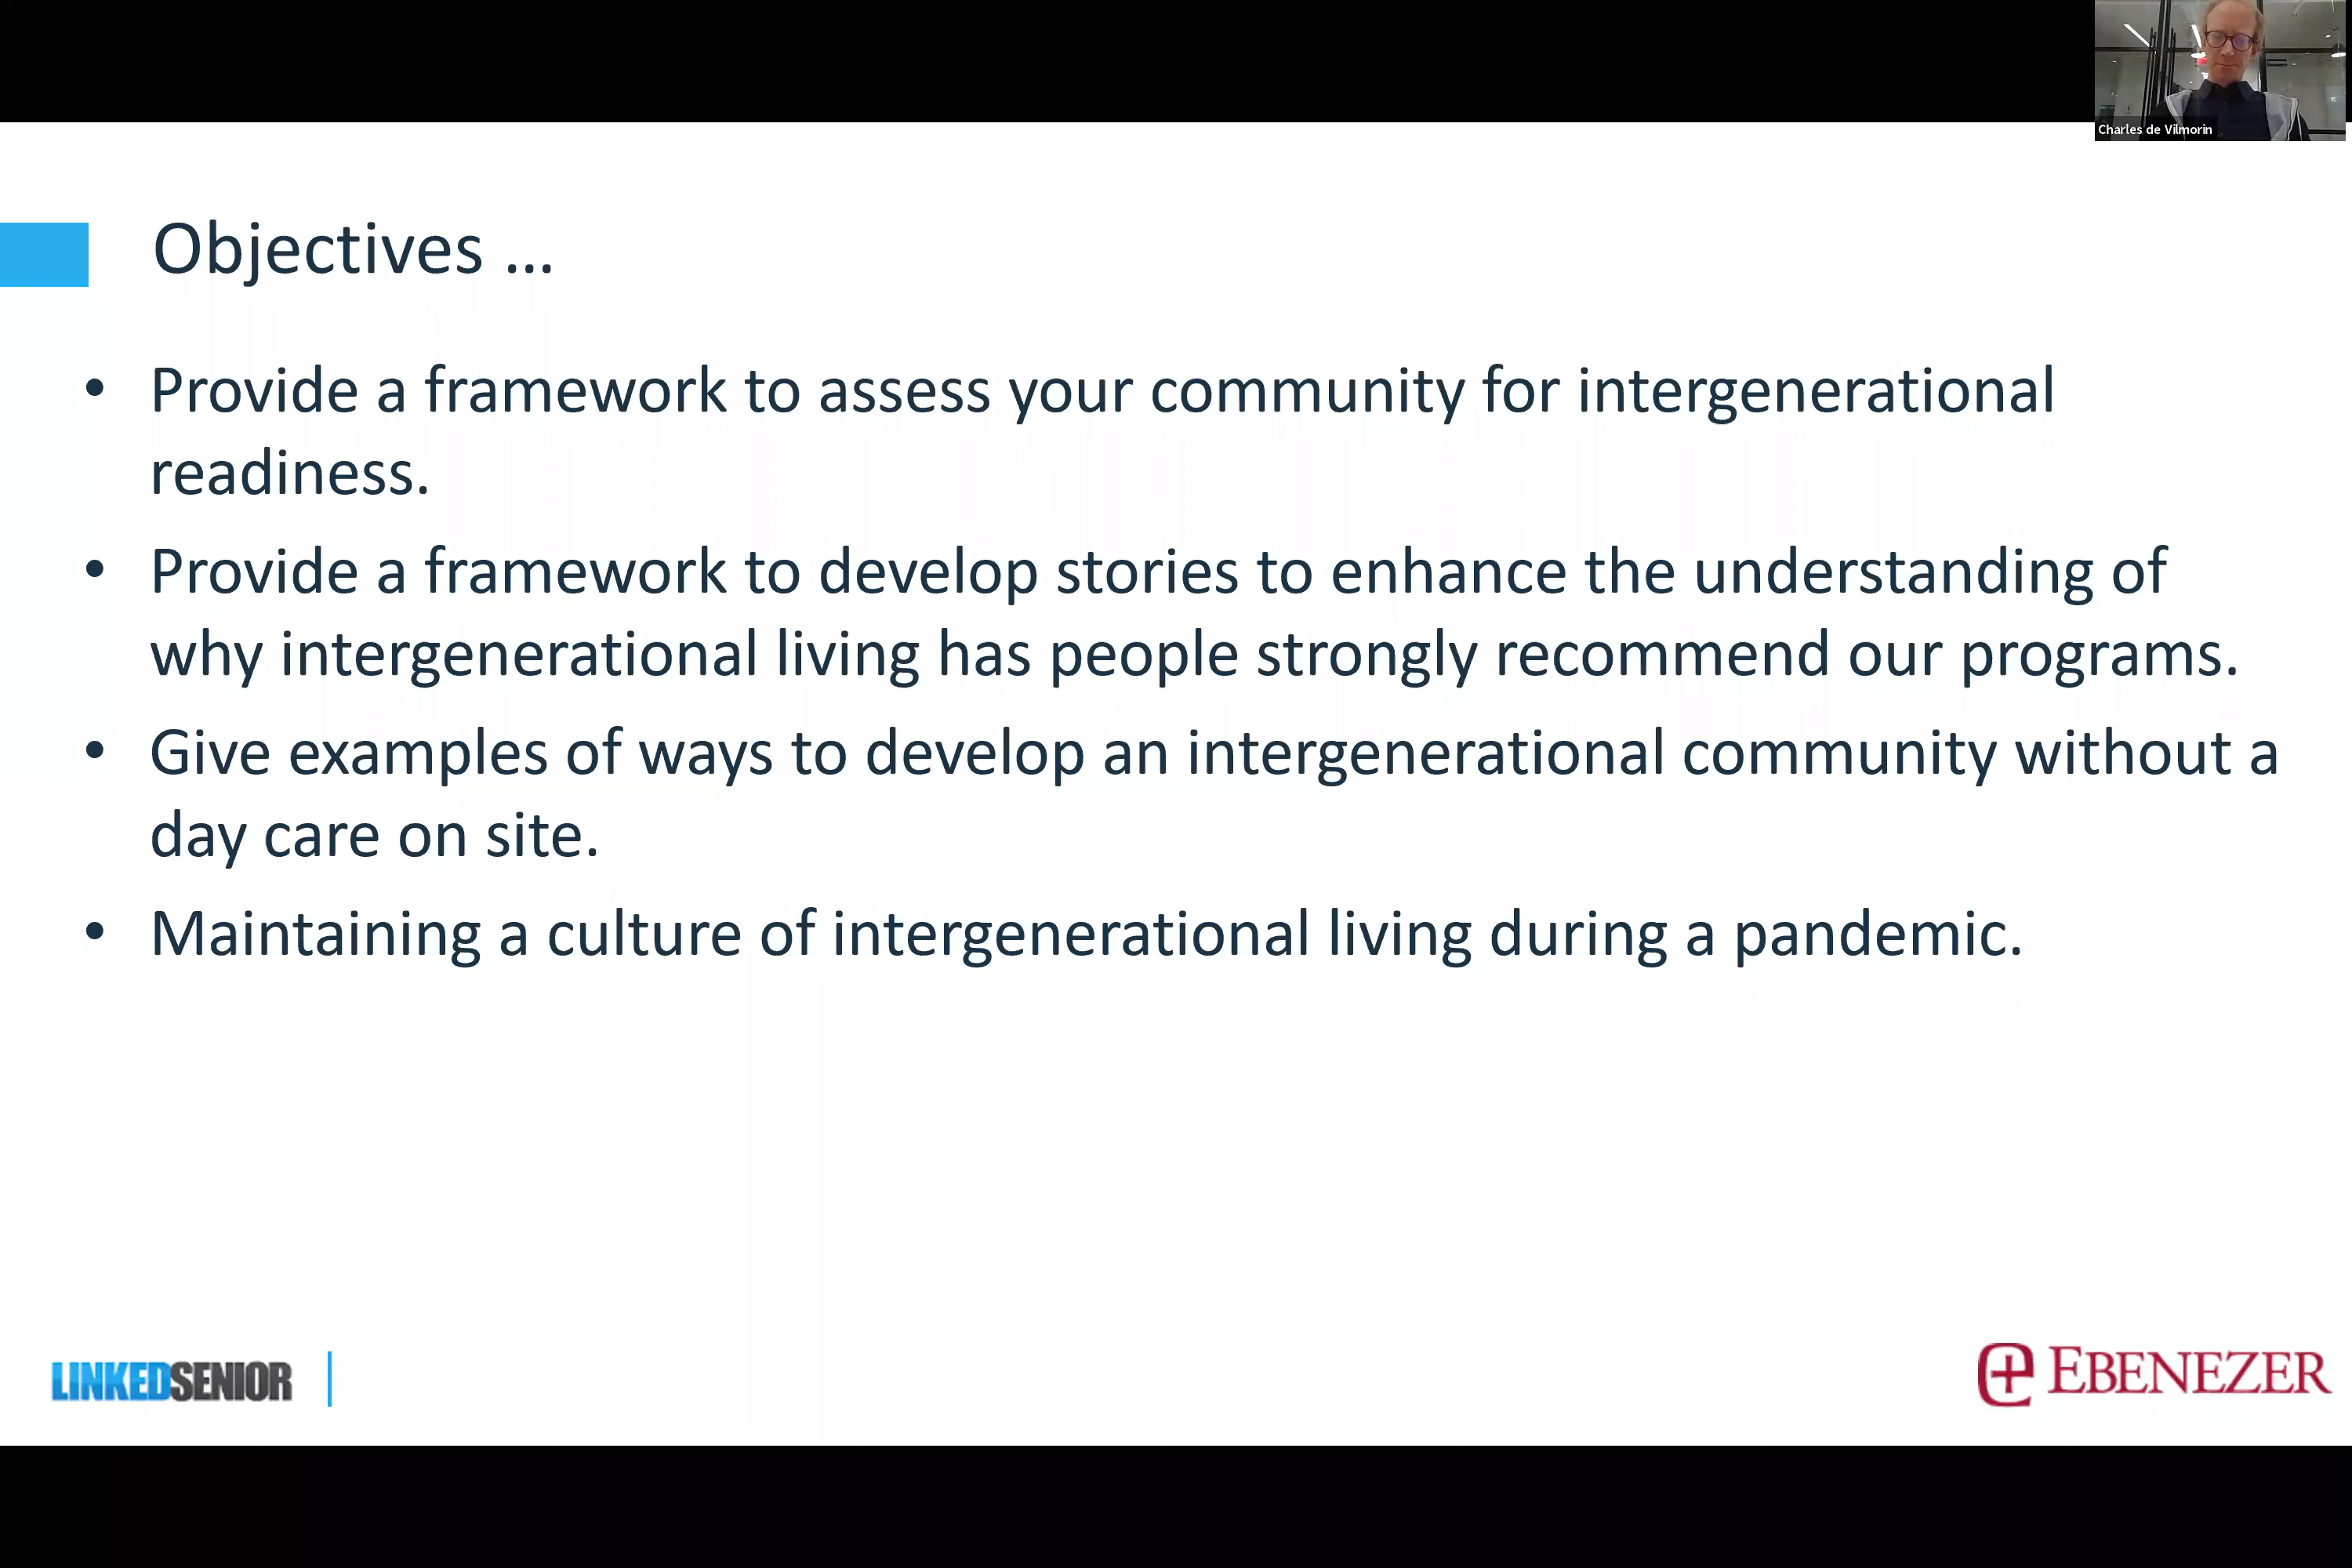 Charles de Vilmorin
Objectives ...
• Provide a framework to assess your community for intergenerational
readiness.
• Provide a framework to develop stories to enhance the understanding of
why intergenerational living has people strongly recommend our programs.
• Give examples of ways to develop an intergenerational community without a
day care on site.
• Maintaining a culture of intergenerational living during a pandemic.
LINKEDSENIOR
EBENEZER